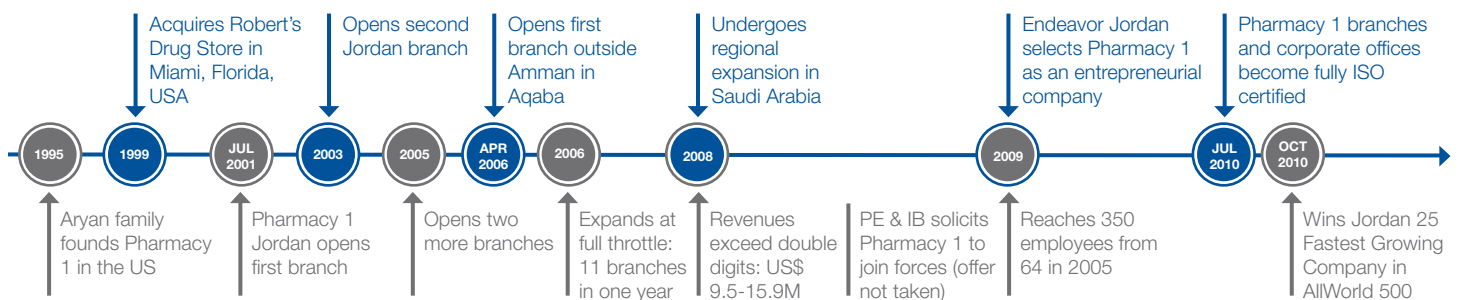 Acquires Robert’s
Drug Store in
Miami, Florida,
USA
Opens second
Jordan branch
Opens first
branch outside
Amman in
Aqaba
Undergoes
regional
expansion in
Saudi Arabia
Endeavor Jordan
selects Pharmacy 1
as an entrepreneurial
company
Pharmacy 1 branches
and corporate offices
become fully ISO
certified
1995
1999
JUL
2001
2003
2005
APR
2006
2006
2008
2009
JUL
2010
OCT
2010
Aryan family
founds Pharmacy
1 in the US
Pharmacy 1
Jordan opens
first branch
Opens two
more branches
Expands at
full throttle:
11 branches
in one year
Revenues
exceed double
digits: US$
9.5-15.9M
PE & IB solicits
Pharmacy 1 to
join forces (offer
not taken)
Reaches 350
employees from
64 in 2005
Wins Jordan 25
Fastest Growing
Company in
AllWorld 500